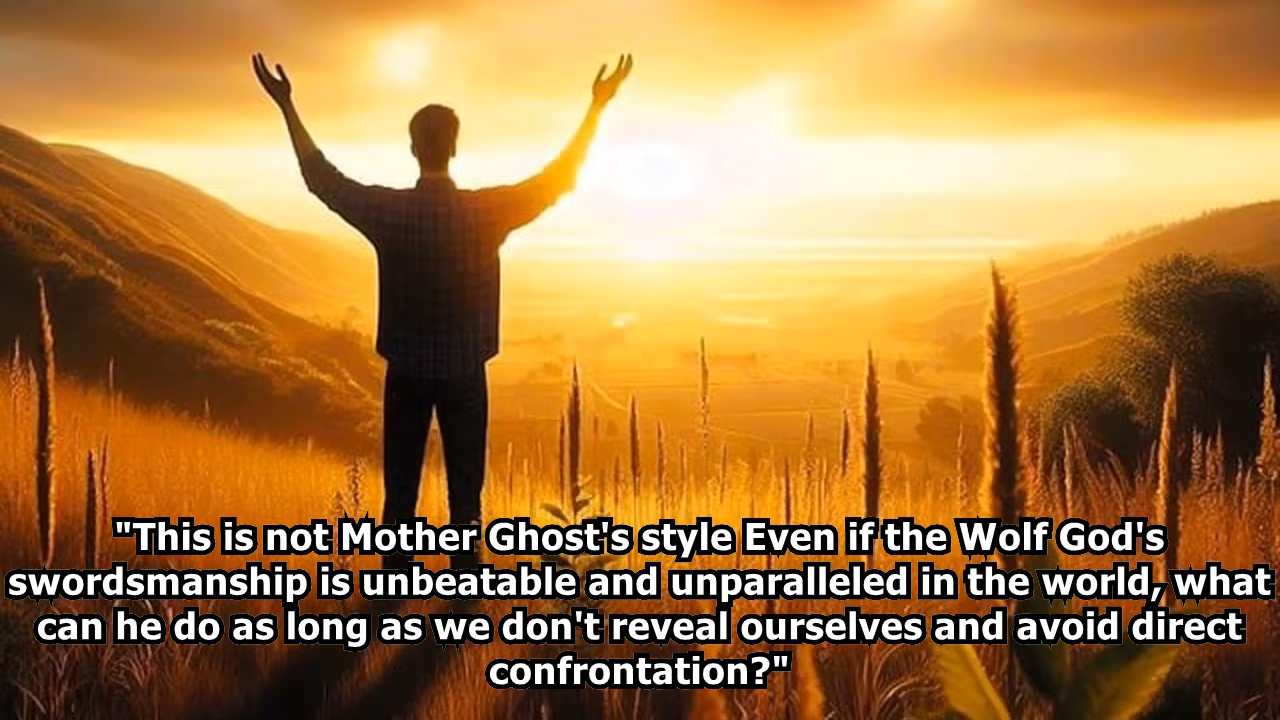 "This is not Mother Ghost's style Even if the Wolf God's
swordsmanship is unbeatable and unparalleled in the world, what
can he do as long as we don't reveal ourselves and avoid direct
confrontation?"